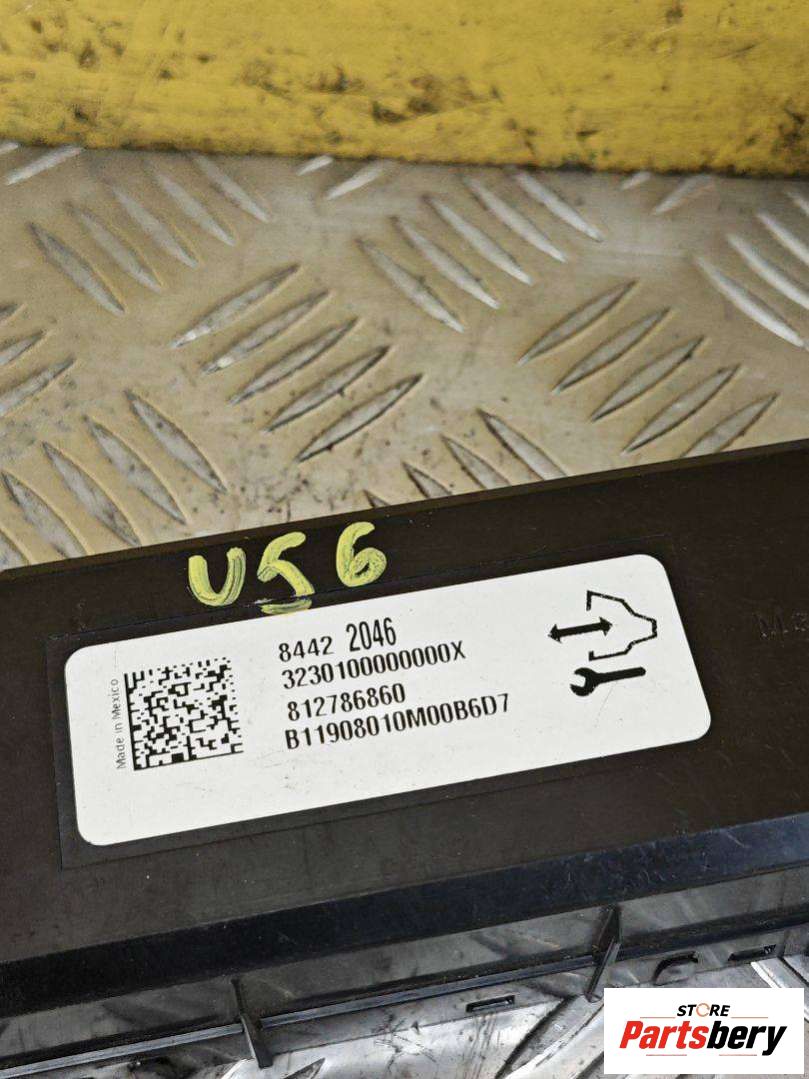 U56
8442 2046
3230100000000X
812786860
B11908010M00B6D7
Made in Mexico
STORE
Partsbery